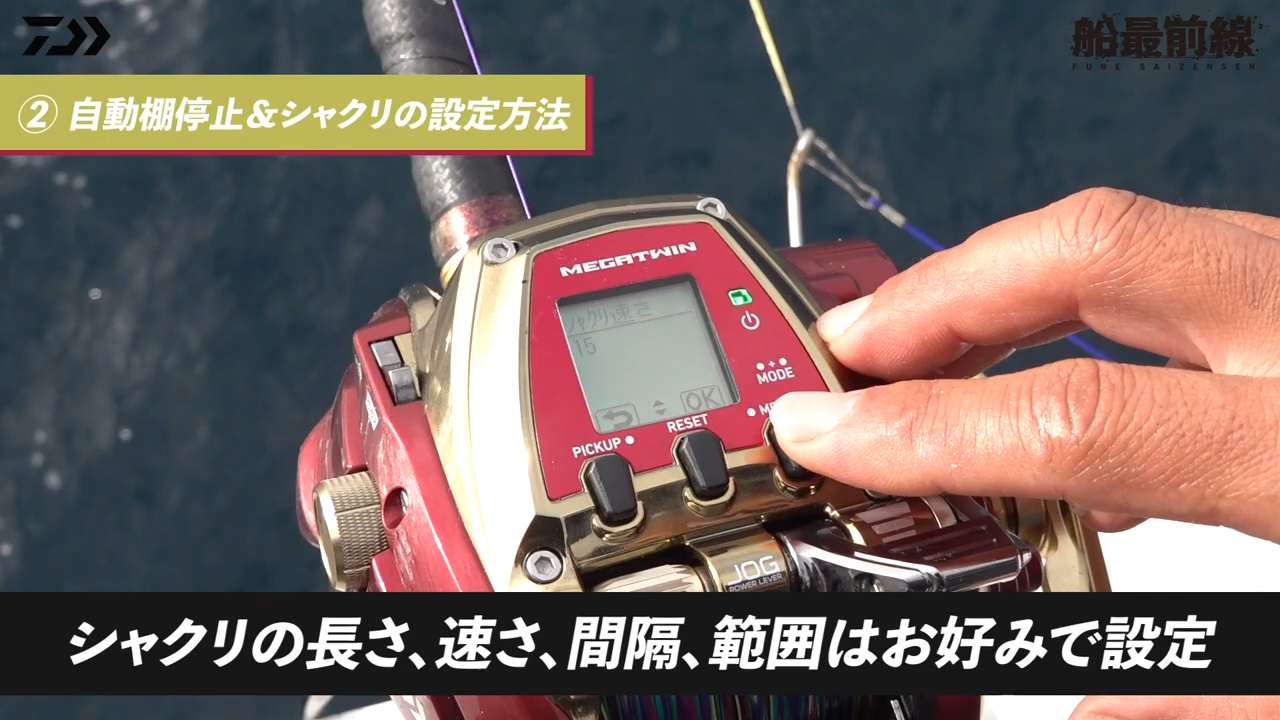 船最前線
FUNE SAIZENSEN
② 自動棚停止&シャクリの設定方法
MEGATWIN
シャクリ速さ
15
OK
MODE
RESET
PICKUP
JOG
POWER LEVER
シャクリの長さ、速さ、間隔、範囲はお好みで設定